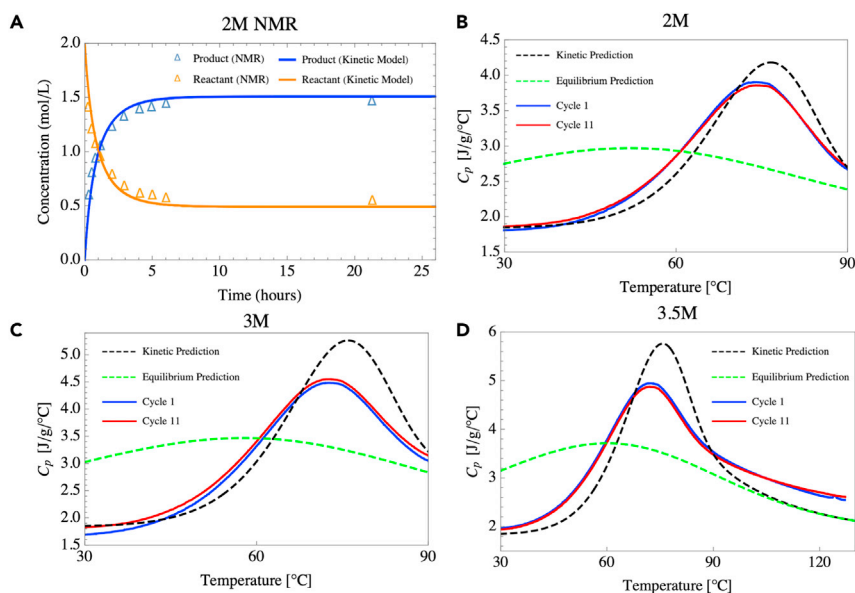 A
2M NMR
2.0
1.5
1.0
0.5
0.0
Concentration (mol/L)
Product (NMR)
Product (Kinetic Model)
Reactant (NMR)
Reactant (Kinetic Model)
0
5
10
15
20
25
Time (hours)
B
2M
4.5
4.0
3.5
3.0
2.5
2.0
1.5
Cp [J/g/°C]
Kinetic Prediction
Equilibrium Prediction
Cycle 1
Cycle 11
30
60
90
Temperature [°C]
C
3M
5.0
4.5
4.0
3.5
3.0
2.5
2.0
1.5
Cp [J/g/°C]
Kinetic Prediction
Equilibrium Prediction
Cycle 1
Cycle 11
30
60
90
Temperature [°C]
D
3.5M
6
5
4
3
2
Cp [J/g/°C]
Kinetic Prediction
Equilibrium Prediction
Cycle 1
Cycle 11
30
60
90
120
Temperature [°C]